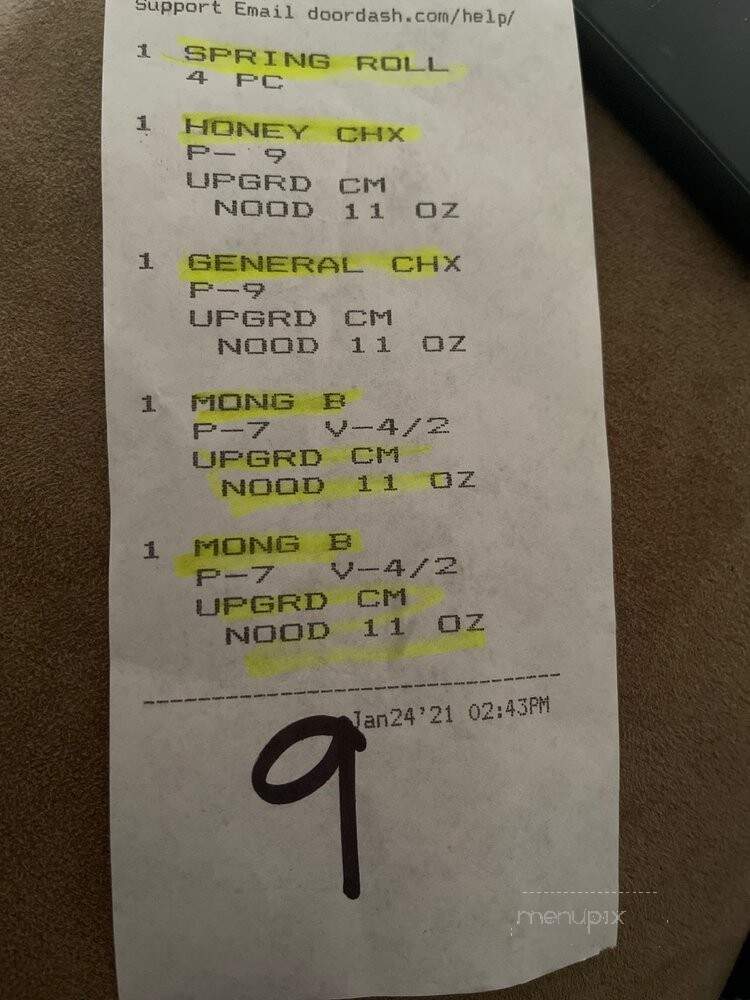 Support Email doordash.com/help/
1 SPRING ROLL
4 PC
1 HONEY CHX
P- 9
UPGRD CM
NOOD 11 OZ
1 GENERAL CHX
P-9
UPGRD CM
NOOD 11 OZ
1 MONG B
P-7 V-4/2
UPGRD CM
NOOD 11 OZ
1 MONG B
P-7 V-4/2
UPGRD CM
NOOD 11 OZ
Jan24'21 02:43PM
9
menupix